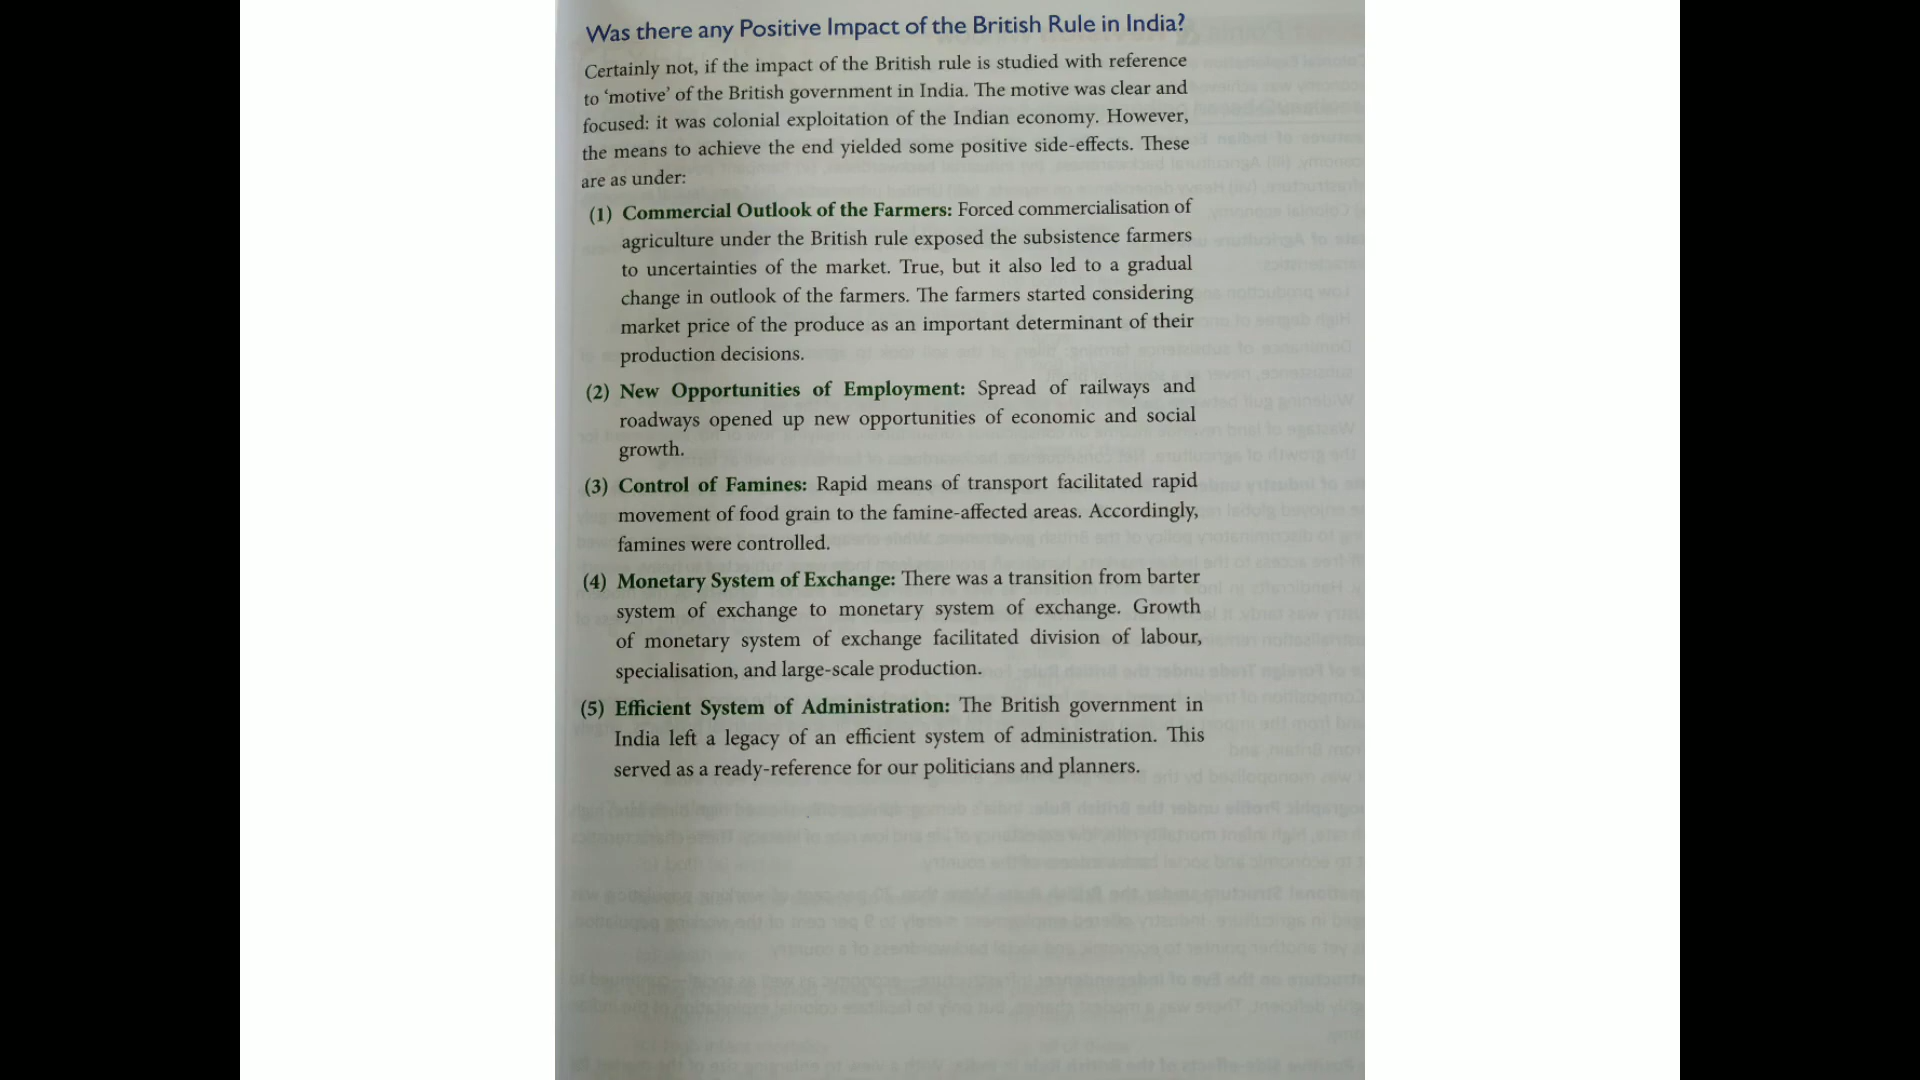 Was there any Positive Impact of the British Rule in India?
Certainly not, if the impact of the British rule is studied with reference
to ‘motive’ of the British government in India. The motive was clear and
focused: it was colonial exploitation of the Indian economy. However,
the means to achieve the end yielded some positive side-effects. These
are as under:
(1) Commercial Outlook of the Farmers: Forced commercialisation of
agriculture under the British rule exposed the subsistence farmers
to uncertainties of the market. True, but it also led to a gradual
change in outlook of the farmers. The farmers started considering
market price of the produce as an important determinant of their
production decisions.
(2) New Opportunities of Employment: Spread of railways and
roadways opened up new opportunities of economic and social
growth.
(3) Control of Famines: Rapid means of transport facilitated rapid
movement of food grain to the famine-affected areas. Accordingly,
famines were controlled.
(4) Monetary System of Exchange: There was a transition from barter
system of exchange to monetary system of exchange. Growth
of monetary system of exchange facilitated division of labour,
specialisation, and large-scale production.
(5) Efficient System of Administration: The British government in
India left a legacy of an efficient system of administration. This
served as a ready-reference for our politicians and planners.